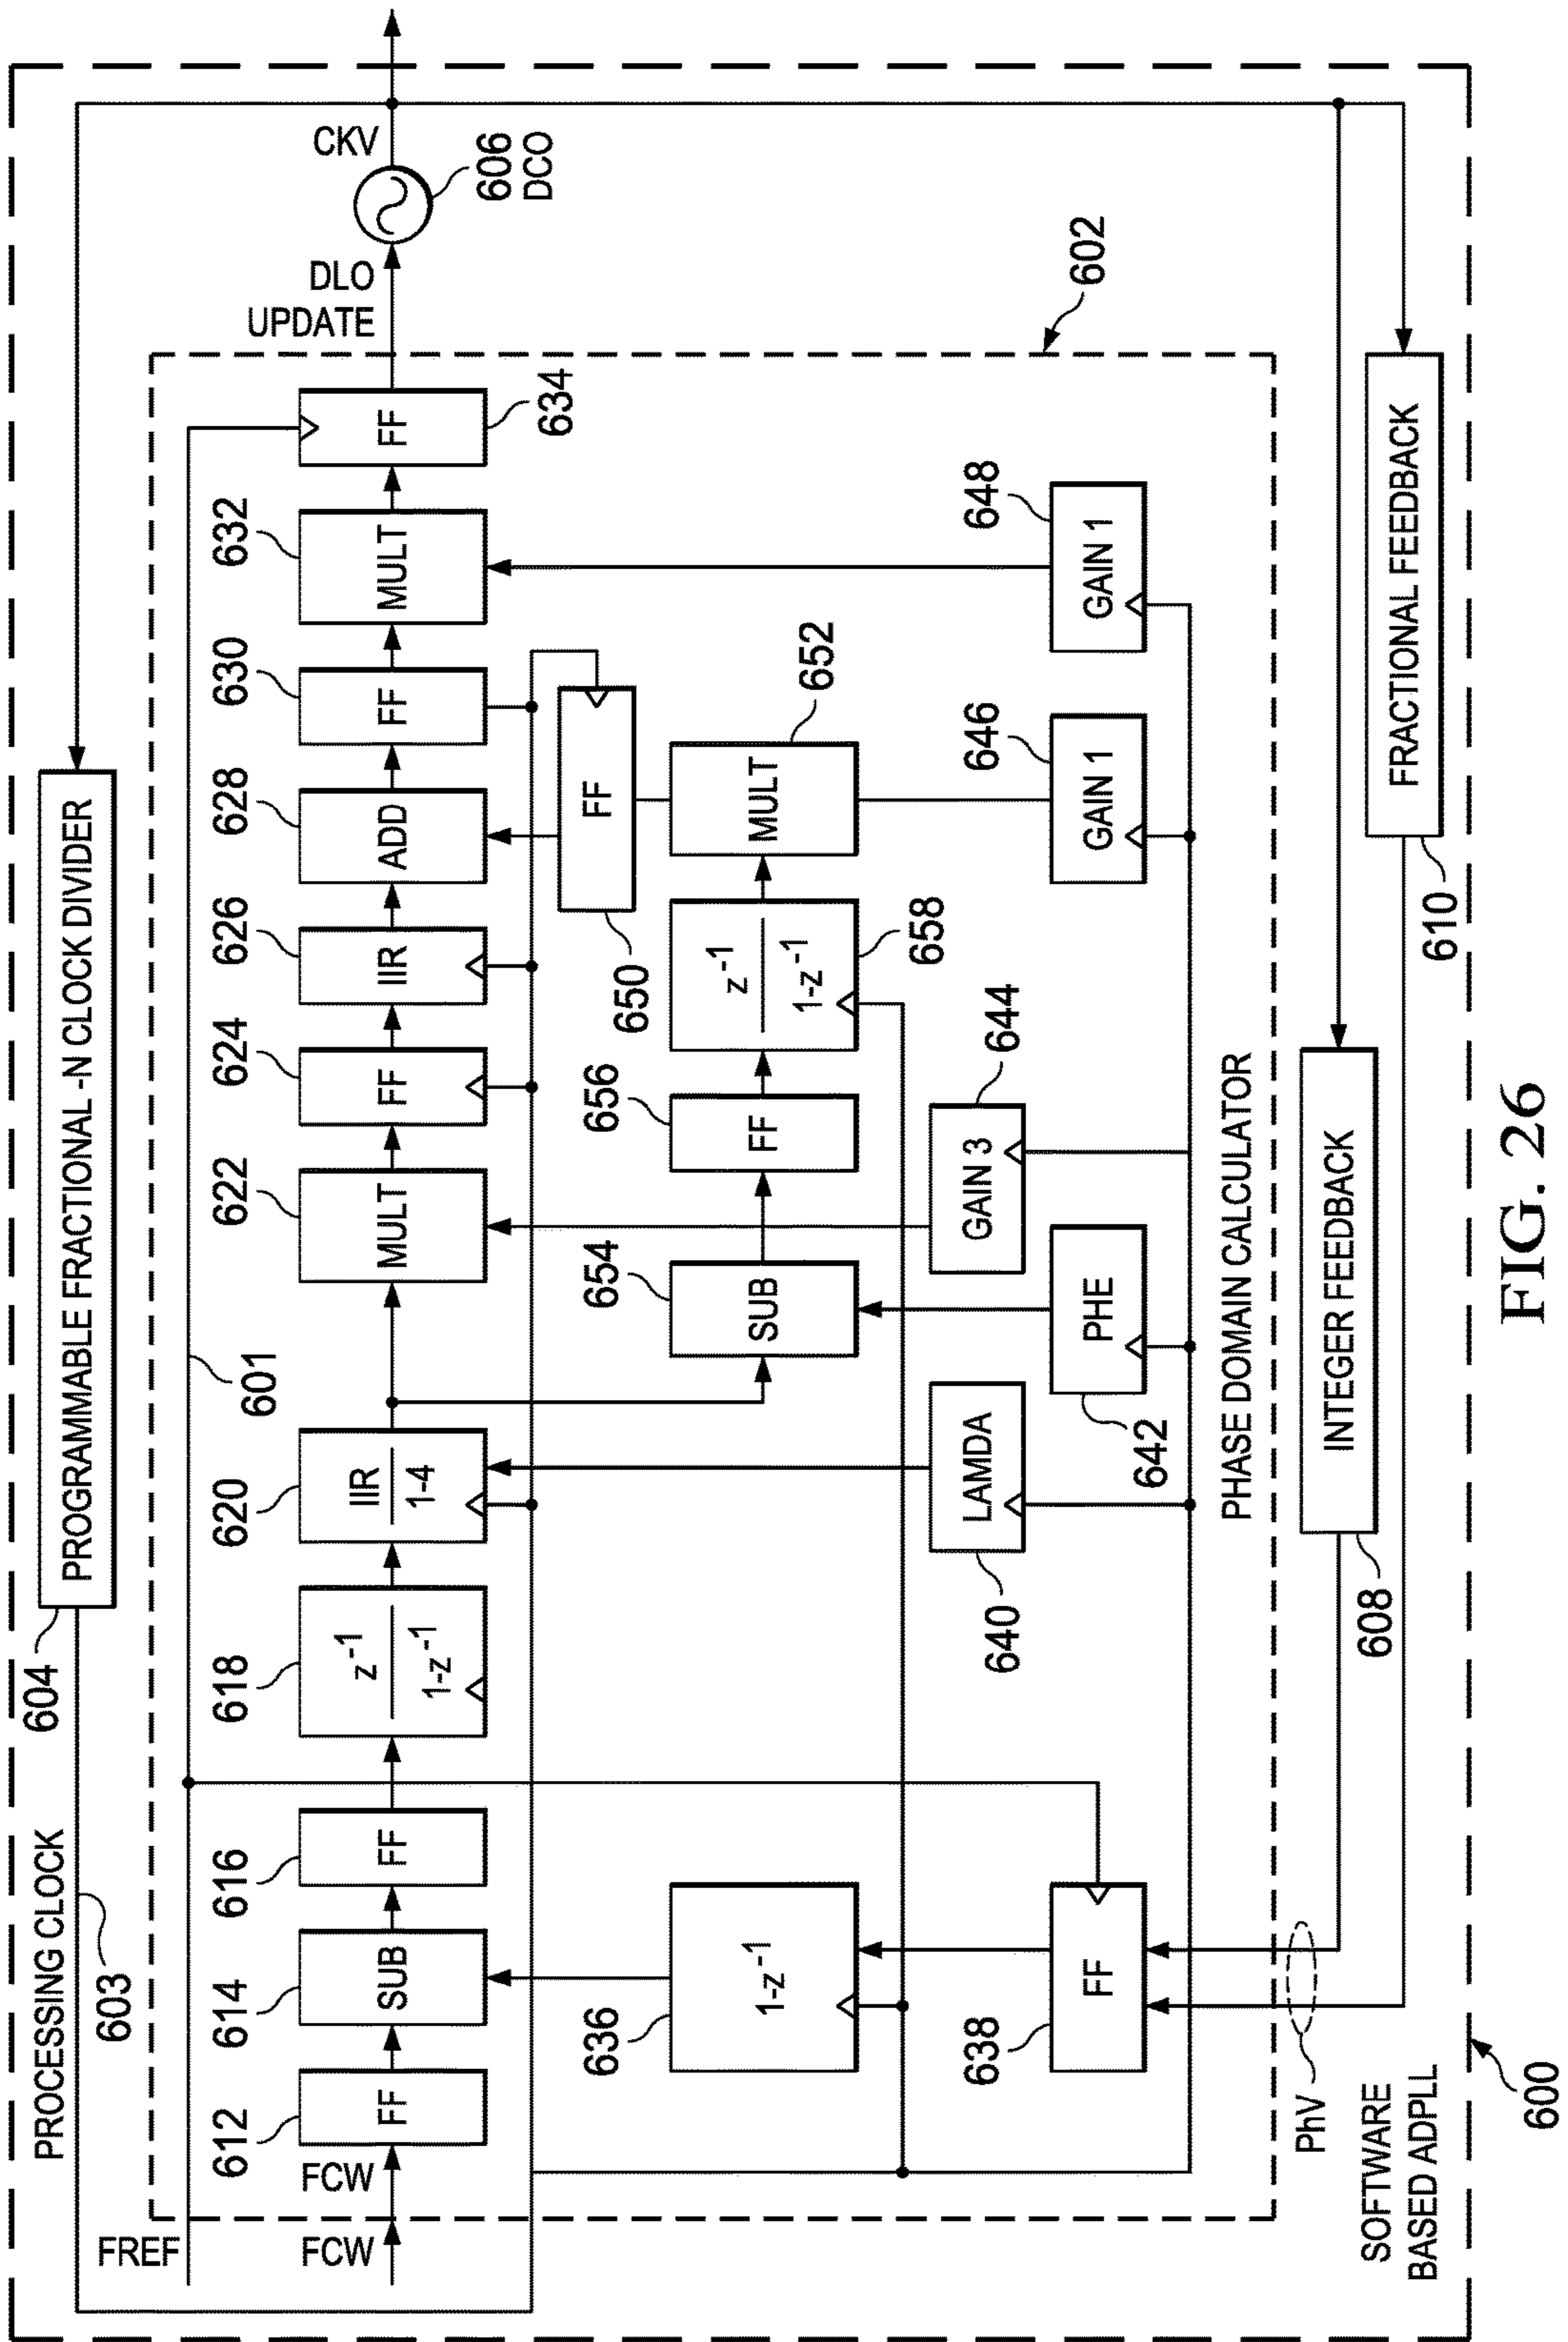 PROCESSING CLOCK
603
604
PROGRAMMABLE FRACTIONAL -N CLOCK DIVIDER
FREF
601
FCW
FCW
612
FF
614
SUB
616
FF
618
z⁻¹
1-z⁻¹
620
IIR
1-4
622
MULT
624
FF
626
IIR
628
ADD
630
FF
632
MULT
FF
634
DLO
UPDATE
CKV
606
DCO
602
FF
650
636
1-z⁻¹
654
SUB
656
FF
z⁻¹
1-z⁻¹
658
MULT
652
638
FF
640
LAMDA
642
PHE
GAIN 3
644
646
GAIN 1
648
GAIN 1
PHASE DOMAIN CALCULATOR
PhV
608
INTEGER FEEDBACK
610
FRACTIONAL FEEDBACK
SOFTWARE
BASED ADPLL
600
FIG. 26